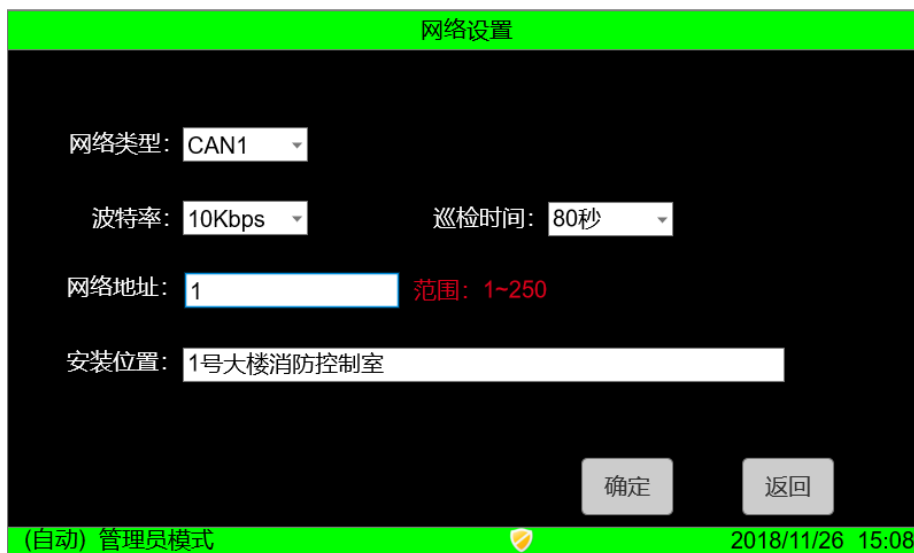 网络设置
网络类型： CAN1
波特率： 10Kbps 巡检时间： 80秒
网络地址： 1 范围：1~250
安装位置： 1号大楼消防控制室
确定 返回
(自动) 管理员模式 2018/11/26 15:08